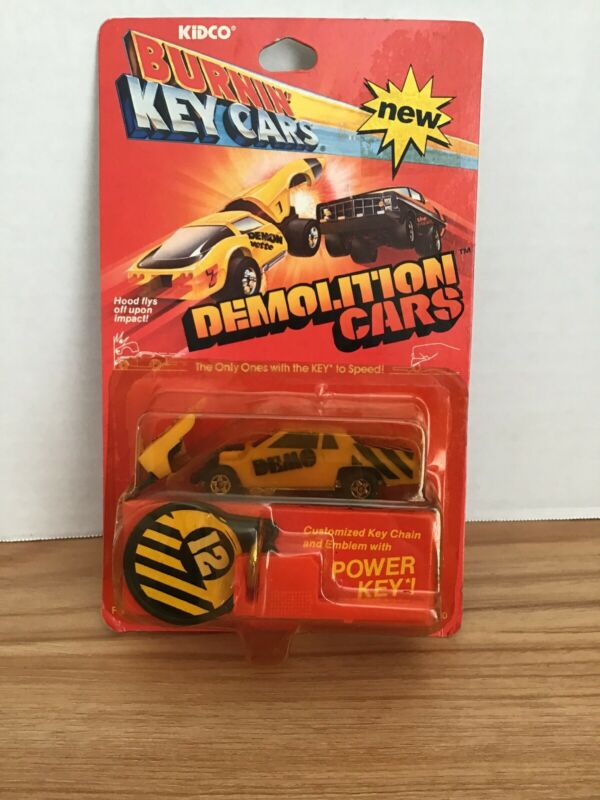 KiDCO®
BURNIN'
KEY CARS®
new
DEMON
vette
DEMOLITION
CARS™
Hood flys
off upon
impact!
The Only Ones with the KEY* to Speed!
DEMO
12
Customized Key Chain
and Emblem with
POWER
KEY*!